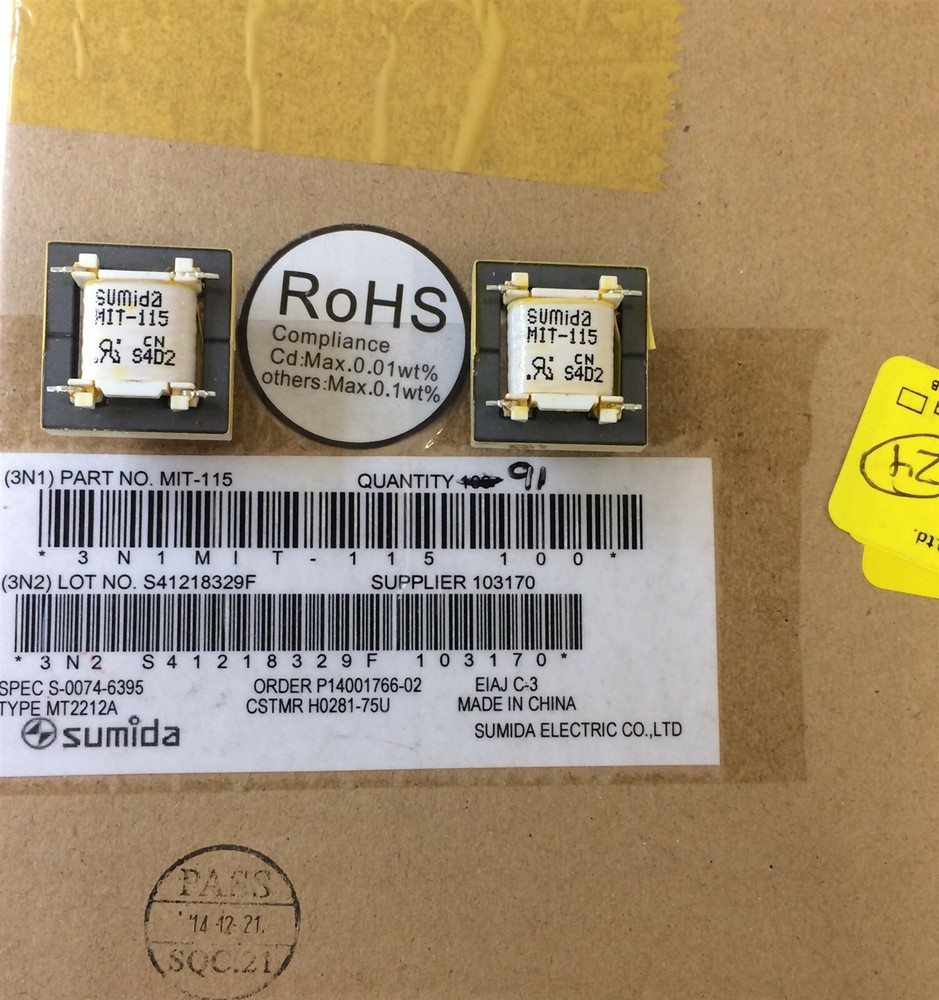 sumida
MIT-115
CN
S4D2
RoHS
Compliance
Cd:Max.0.01wt%
others:Max.0.1wt%
sumida
MIT-115
CN
S4D2
(3N1) PART NO. MIT-115 QUANTITY 91
*3N1MIT-115 100*
(3N2) LOT NO. S41218329F SUPPLIER 103170
*3N2 S41218329F 103170*
SPEC S-0074-6395 ORDER P14001766-02 EIAJ C-3
TYPE MT2212A CSTMR H0281-75U MADE IN CHINA
sumida SUMIDA ELECTRIC CO.,LTD
PASS
'14-12-21.
SQC.21
24
Ltd.